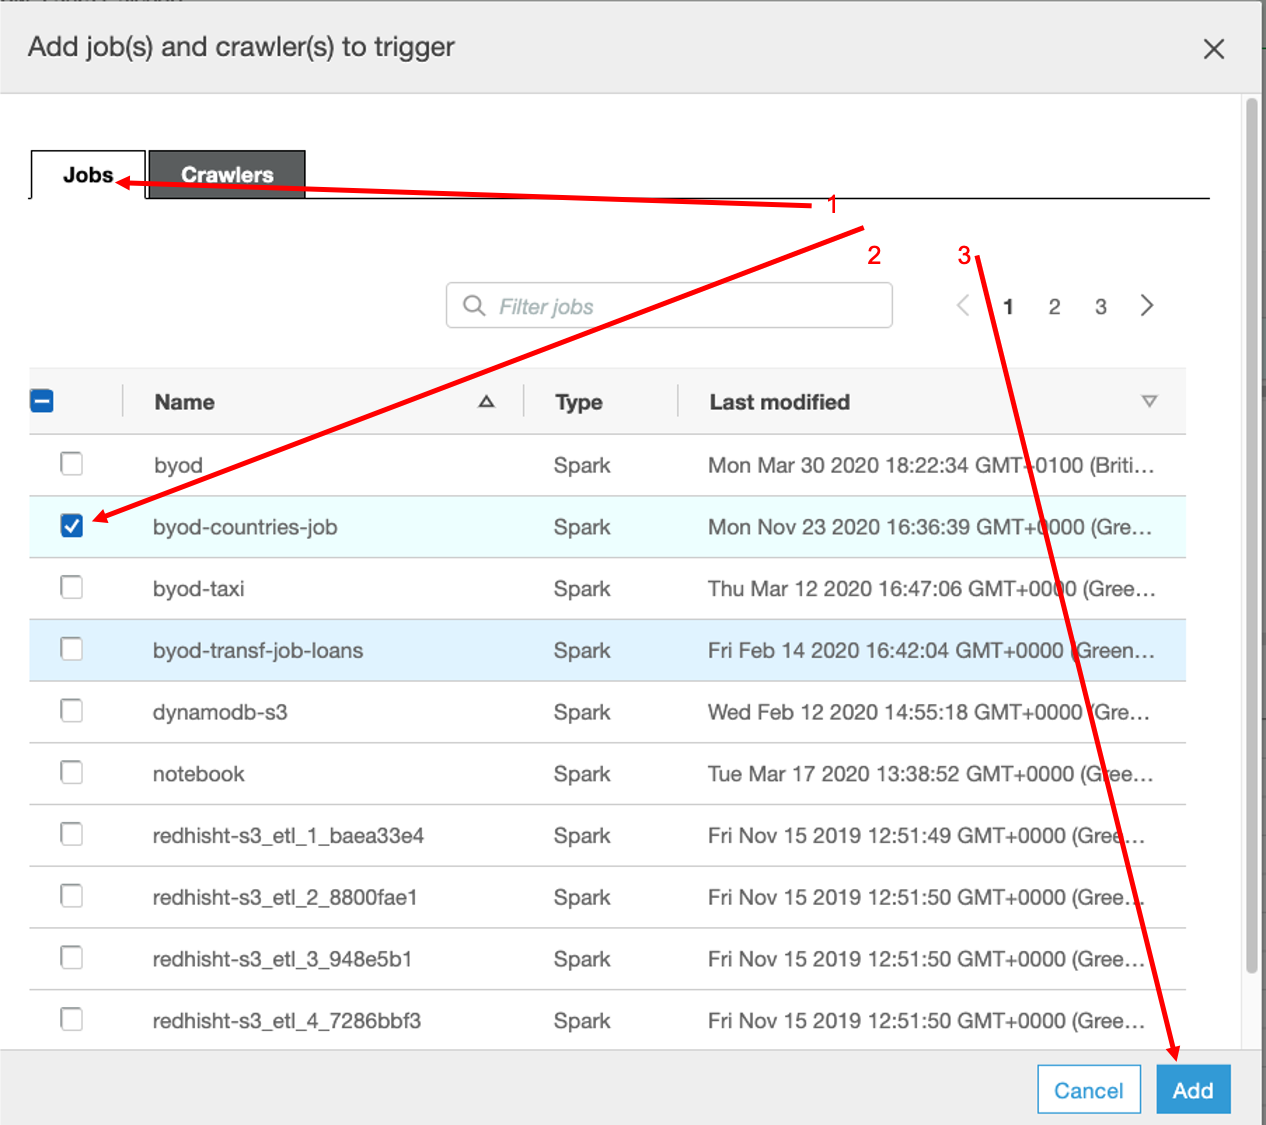 Add job(s) and crawler(s) to trigger
Jobs Crawlers
1
2 3
Filter jobs 1 2 3
Name Type Last modified
byod Spark Mon Mar 30 2020 18:22:34 GMT+0100 (Briti...
byod-countries-job Spark Mon Nov 23 2020 16:36:39 GMT+0000 (Gre...
byod-taxi Spark Thu Mar 12 2020 16:47:06 GMT+0000 (Gree...
byod-transf-job-loans Spark Fri Feb 14 2020 16:42:04 GMT+0000 (Green...
dynamodb-s3 Spark Wed Feb 12 2020 14:55:18 GMT+0000 (Gre...
notebook Spark Tue Mar 17 2020 13:38:52 GMT+0000 (Gree...
redhisht-s3_etl_1_baea33e4 Spark Fri Nov 15 2019 12:51:49 GMT+0000 (Gree...
redhisht-s3_etl_2_8800fae1 Spark Fri Nov 15 2019 12:51:50 GMT+0000 (Gree...
redhisht-s3_etl_3_948e5b1 Spark Fri Nov 15 2019 12:51:50 GMT+0000 (Gree...
redhisht-s3_etl_4_7286bbf3 Spark Fri Nov 15 2019 12:51:50 GMT+0000 (Gree...
Cancel Add